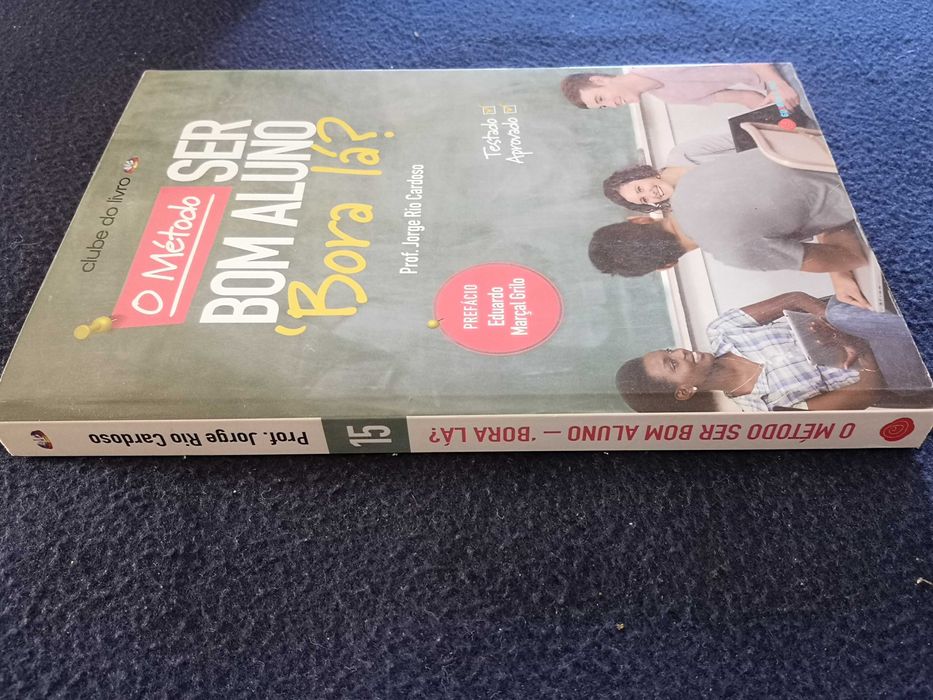 clube do livro SIC
O Método
SER
BOM ALUNO
'Bora lá?
Prof. Jorge Rio Cardoso
Testado
Aprovado
PREFÁCIO
Eduardo
Marçal Grilo
Prof. Jorge Rio Cardoso
15
O MÉTODO SER BOM ALUNO — 'BORA LÁ?